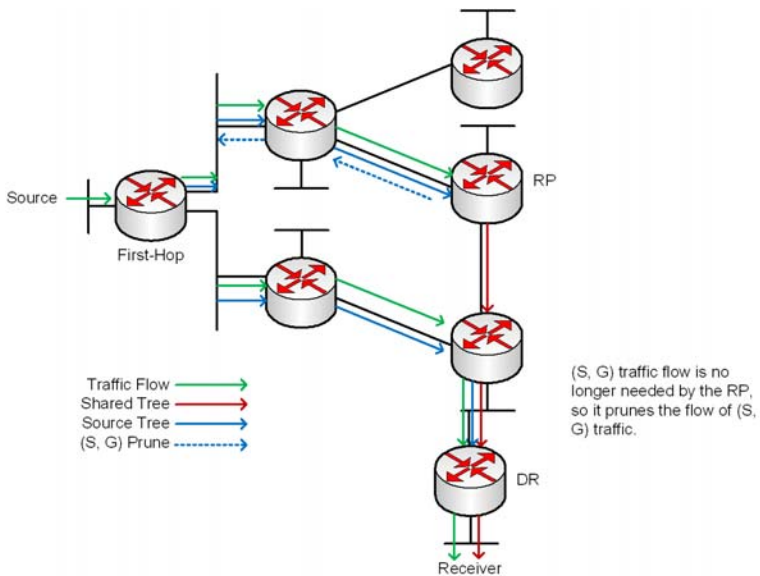 RP
Source
First-Hop
Traffic Flow
Shared Tree
Source Tree
(S, G) Prune
(S, G) traffic flow is no
longer needed by the RP,
so it prunes the flow of (S,
G) traffic.
DR
Receiver